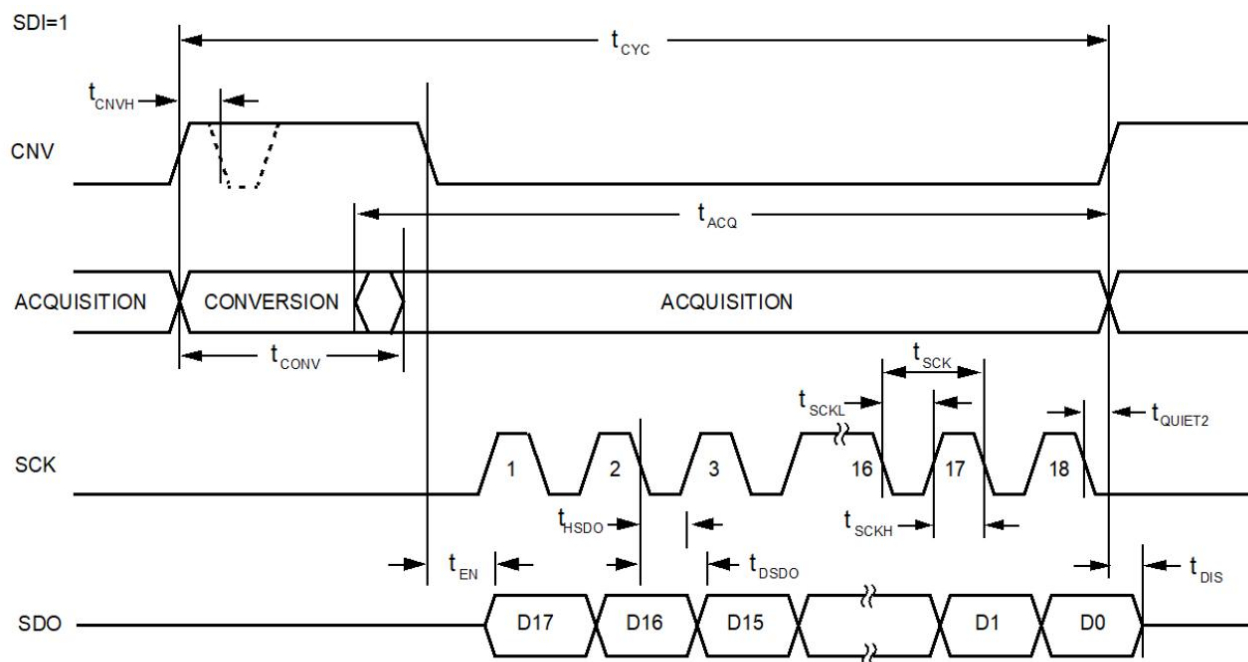 SDI=1
tCYC
tCNVH
CNV
tACQ
ACQUISITION CONVERSION ACQUISITION
tCONV
tSCK
tSCKL
tQUIET2
SCK 1 2 3 16 17 18
tHSDO
tSCKH
tEN
tDSDO
tDIS
SDO D17 D16 D15 D1 D0